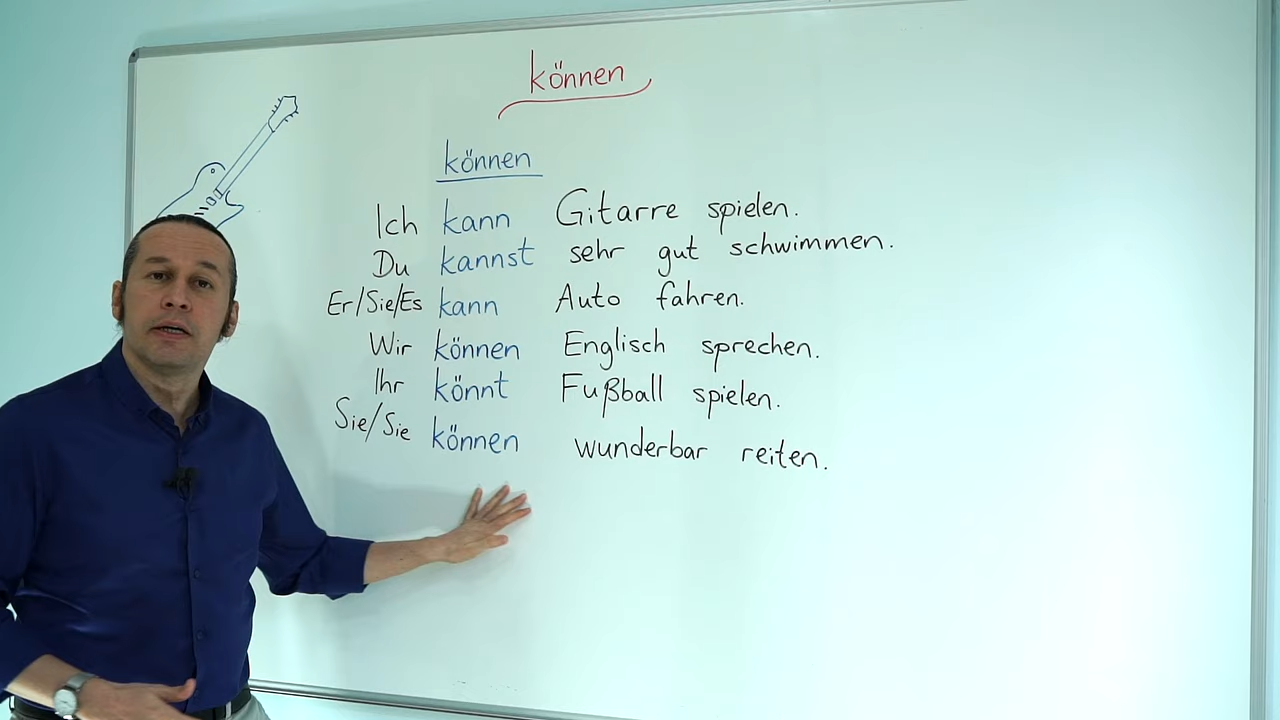 können
können
Ich kann Gitarre spielen.
Du kannst sehr gut schwimmen.
Er/Sie/Es kann Auto fahren.
Wir können Englisch sprechen.
Ihr könnt Fußball spielen.
Sie/Sie können wunderbar reiten.